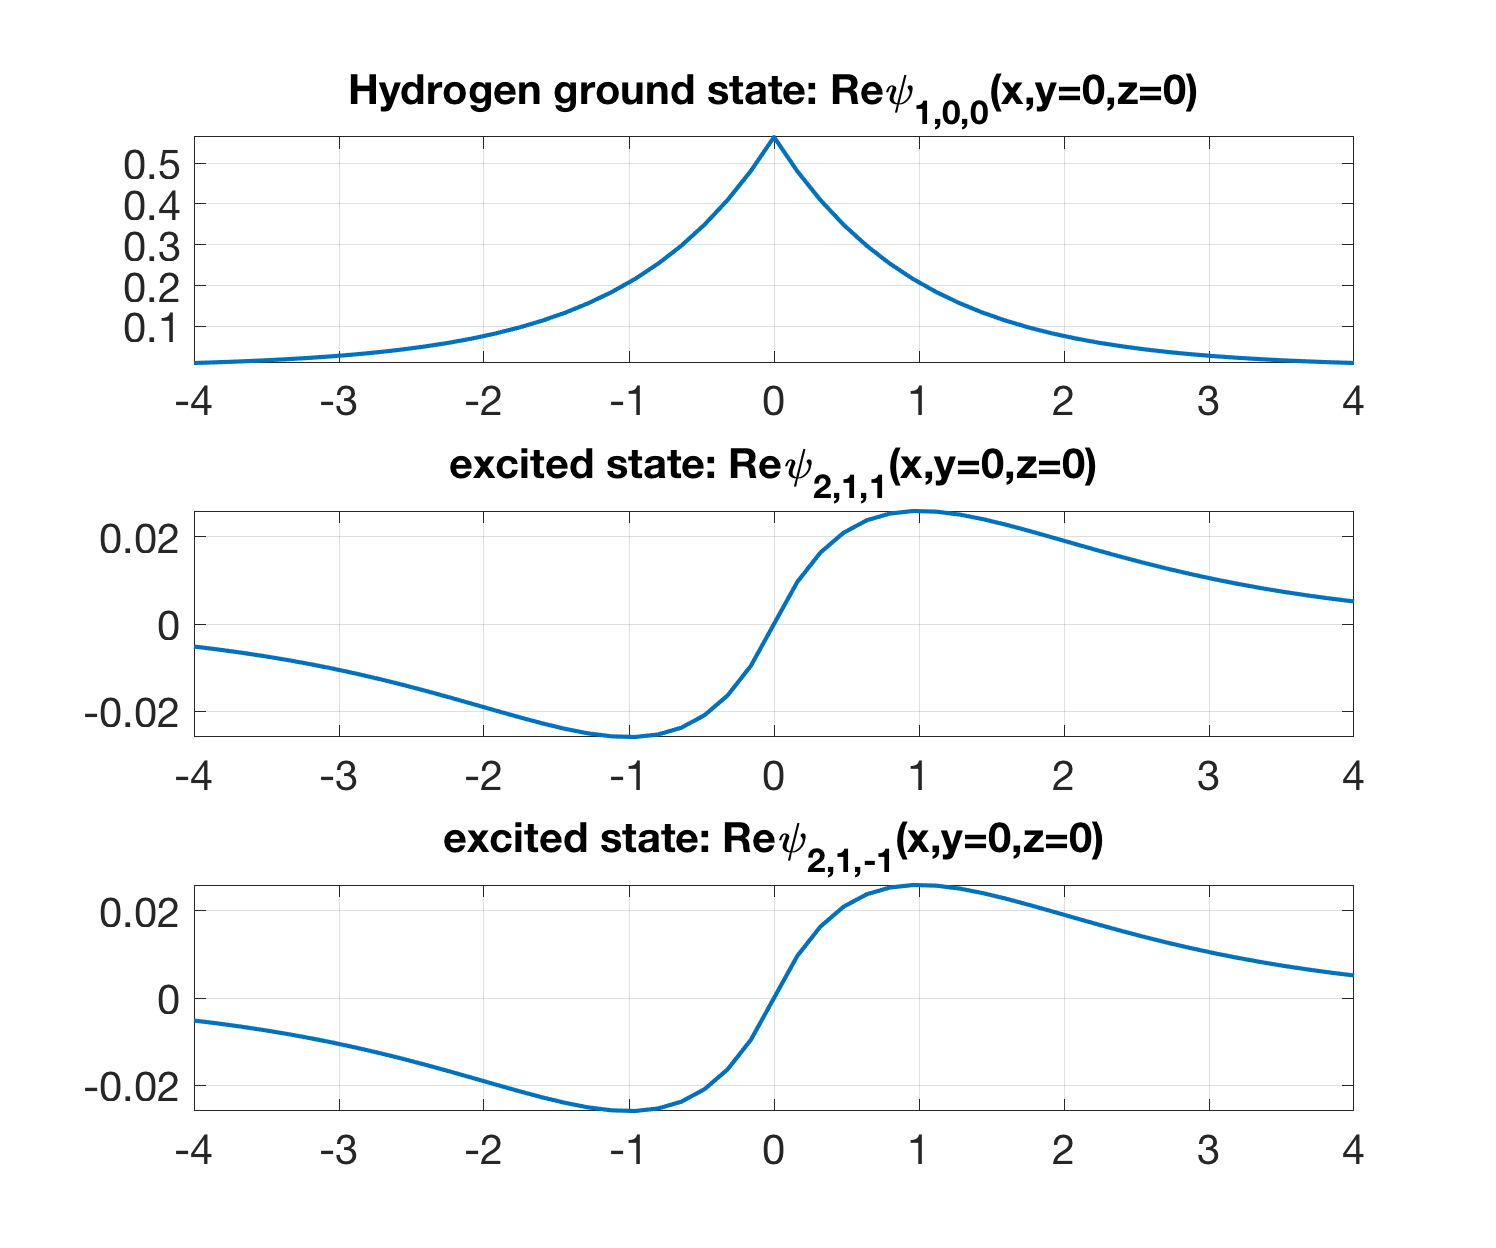 Hydrogen ground state: Reψ1,0,0(x,y=0,z=0)
0.5
0.4
0.3
0.2
0.1
-4 -3 -2 -1 0 1 2 3 4
excited state: Reψ2,1,1(x,y=0,z=0)
0.02
0
-0.02
-4 -3 -2 -1 0 1 2 3 4
excited state: Reψ2,1,-1(x,y=0,z=0)
0.02
0
-0.02
-4 -3 -2 -1 0 1 2 3 4